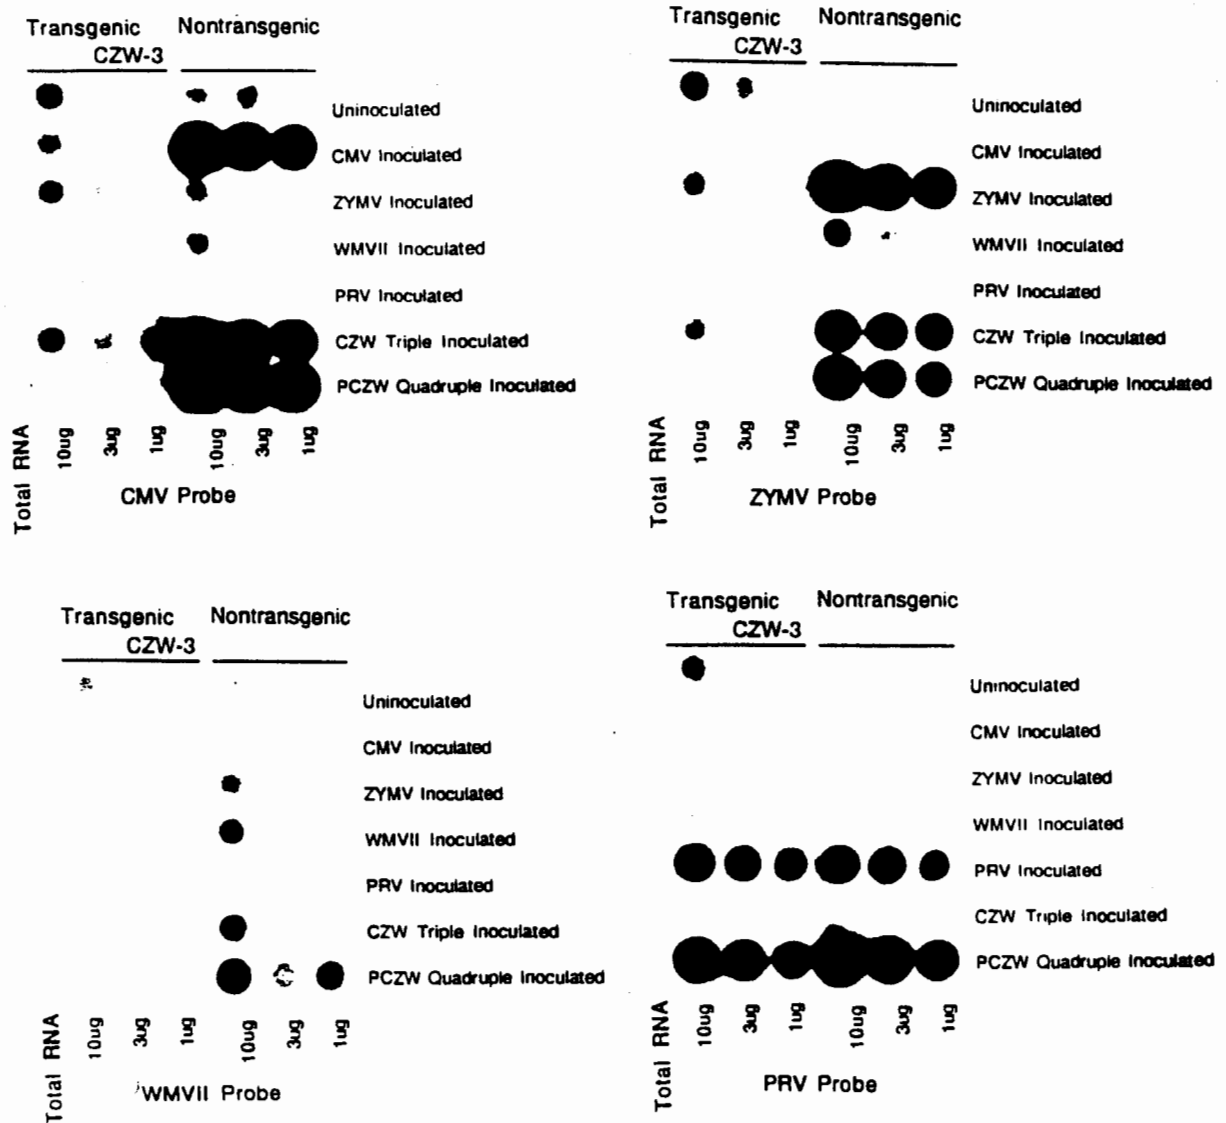 Transgenic Nontransgenic
CZW-3
Uninoculated
CMV Inoculated
ZYMV Inoculated
WMVII Inoculated
PRV Inoculated
CZW Triple Inoculated
PCZW Quadruple Inoculated
Total RNA 10ug 3ug 1ug 10ug 3ug 1ug
CMV Probe
Transgenic Nontransgenic
CZW-3
Uninoculated
CMV Inoculated
ZYMV Inoculated
WMVII Inoculated
PRV Inoculated
CZW Triple Inoculated
PCZW Quadruple Inoculated
Total RNA 10ug 3ug 1ug 10ug 3ug 1ug
ZYMV Probe
Transgenic Nontransgenic
CZW-3
Uninoculated
CMV Inoculated
ZYMV Inoculated
WMVII Inoculated
PRV Inoculated
CZW Triple Inoculated
PCZW Quadruple Inoculated
Total RNA 10ug 3ug 1ug 10ug 3ug 1ug
WMVII Probe
Transgenic Nontransgenic
CZW-3
Uninoculated
CMV Inoculated
ZYMV Inoculated
WMVII Inoculated
PRV Inoculated
CZW Triple Inoculated
PCZW Quadruple Inoculated
Total RNA 10ug 3ug 1ug 10ug 3ug 1ug
PRV Probe